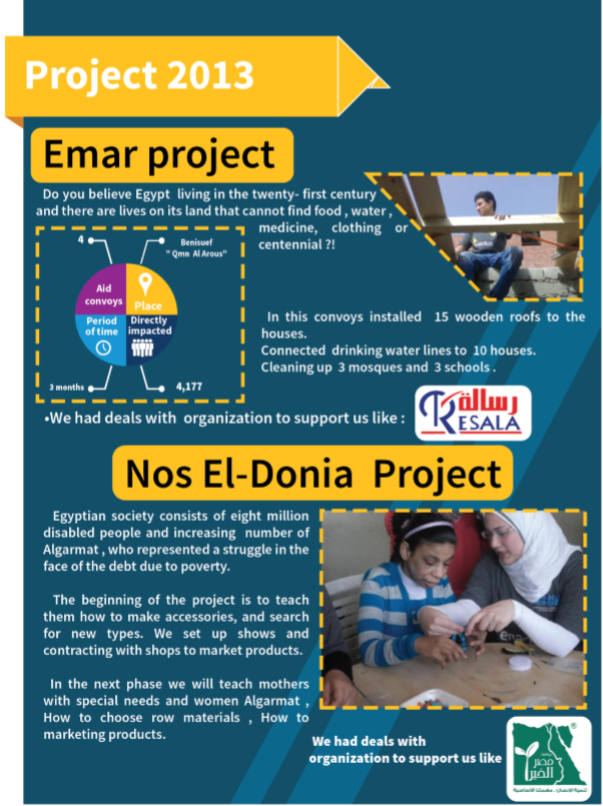 Project 2013
Emar project
Do you believe Egypt living in the twenty- first century
and there are lives on its land that cannot find food , water ,
medicine, clothing or
centennial ?!
4
Benisuef
" Qmn Al Arous"
Aid
convoys
Place
Period
of time
Directly
impacted
3 months
4,177
In this convoys installed 15 wooden roofs to the
houses.
Connected drinking water lines to 10 houses.
Cleaning up 3 mosques and 3 schools .
•We had deals with organization to support us like :
رسالة
RESALA
Nos El-Donia Project
Egyptian society consists of eight million
disabled people and increasing number of
Algarmat , who represented a struggle in the
face of the debt due to poverty.
The beginning of the project is to teach
them how to make accessories, and search
for new types. We set up shows and
contracting with shops to market products.
In the next phase we will teach mothers
with special needs and women Algarmat ,
How to choose row materials , How to
marketing products.
We had deals with
organization to support us like
®
مصر
الخير
تنمية الإنسان .. مهمتنا الأساسية